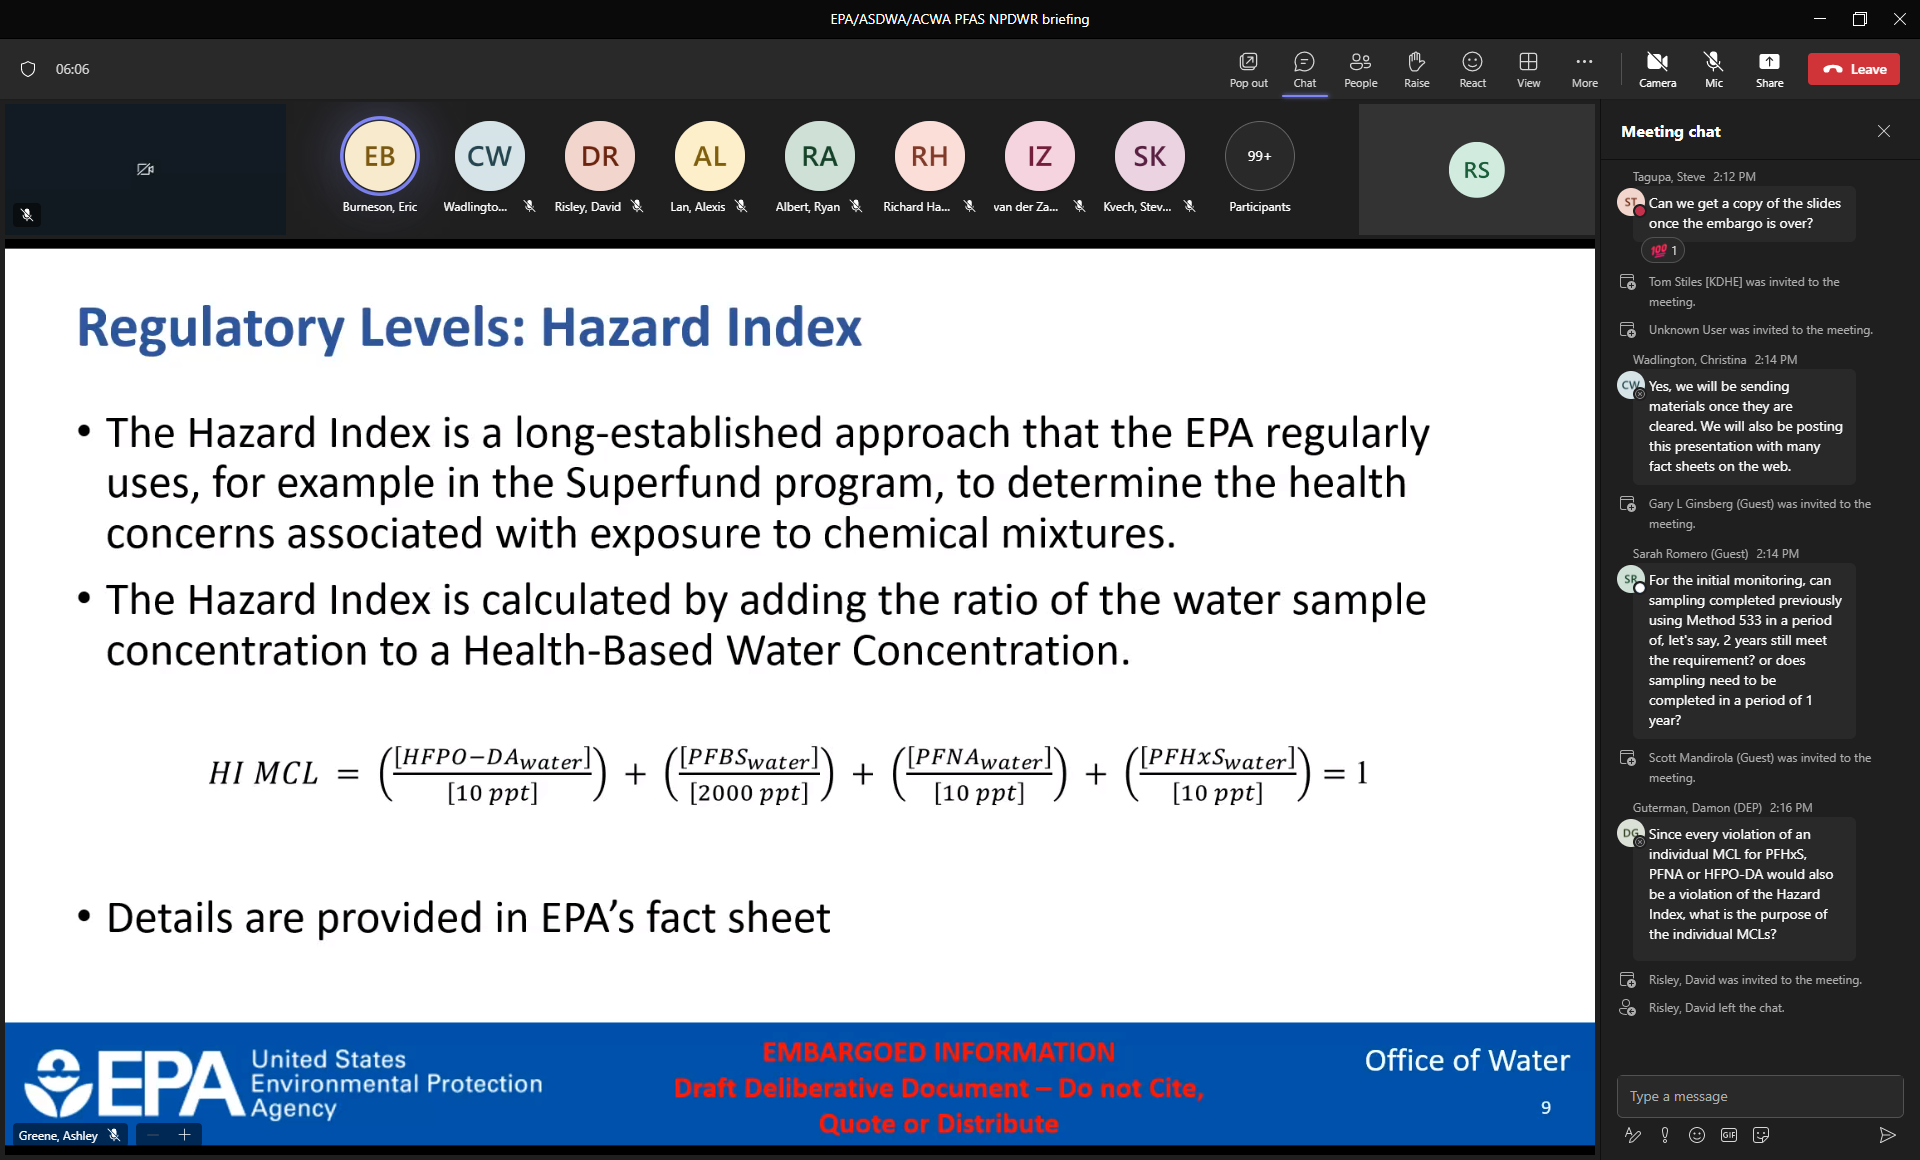 EPA/ASDWA/ACWA PFAS NPDWR briefing
06:06
Pop out
Chat
People
Raise
React
View
More
Camera
Mic
Share
Leave
EB
CW
DR
AL
RA
RH
IZ
SK
99+
RS
Burneson, Eric
Wadlingto...
Risley, David
Lan, Alexis
Albert, Ryan
Richard Ha...
van der Za...
Kvech, Stev...
Participants
Regulatory Levels: Hazard Index
• The Hazard Index is a long-established approach that the EPA regularly
uses, for example in the Superfund program, to determine the health
concerns associated with exposure to chemical mixtures.
• The Hazard Index is calculated by adding the ratio of the water sample
concentration to a Health-Based Water Concentration.
HI MCL = ([HFPO−DAwater]/[10 ppt]) + ([PFBSwater]/[2000 ppt]) + ([PFNAwater]/[10 ppt]) + ([PFHxSwater]/[10 ppt]) = 1
• Details are provided in EPA’s fact sheet
EPA
United States
Environmental Protection
Agency
EMBARGOED INFORMATION
Draft Deliberative Document – Do not Cite,
Quote or Distribute
Office of Water
9
Greene, Ashley
Meeting chat
Tagupa, Steve 2:12 PM
ST
Can we get a copy of the slides
once the embargo is over?
100 1
Tom Stiles [KDHE] was invited to the
meeting.
Unknown User was invited to the meeting.
Wadlington, Christina 2:14 PM
CW
Yes, we will be sending
materials once they are
cleared. We will also be posting
this presentation with many
fact sheets on the web.
Gary L Ginsberg (Guest) was invited to the
meeting.
Sarah Romero (Guest) 2:14 PM
SR
For the initial monitoring, can
sampling completed previously
using Method 533 in a period
of, let's say, 2 years still meet
the requirement? or does
sampling need to be
completed in a period of 1
year?
Scott Mandirola (Guest) was invited to the
meeting.
Guterman, Damon (DEP) 2:16 PM
DG
Since every violation of an
individual MCL for PFHxS,
PFNA or HFPO-DA would also
be a violation of the Hazard
Index, what is the purpose of
the individual MCLs?
Risley, David was invited to the meeting.
Risley, David left the chat.
Type a message
GIF